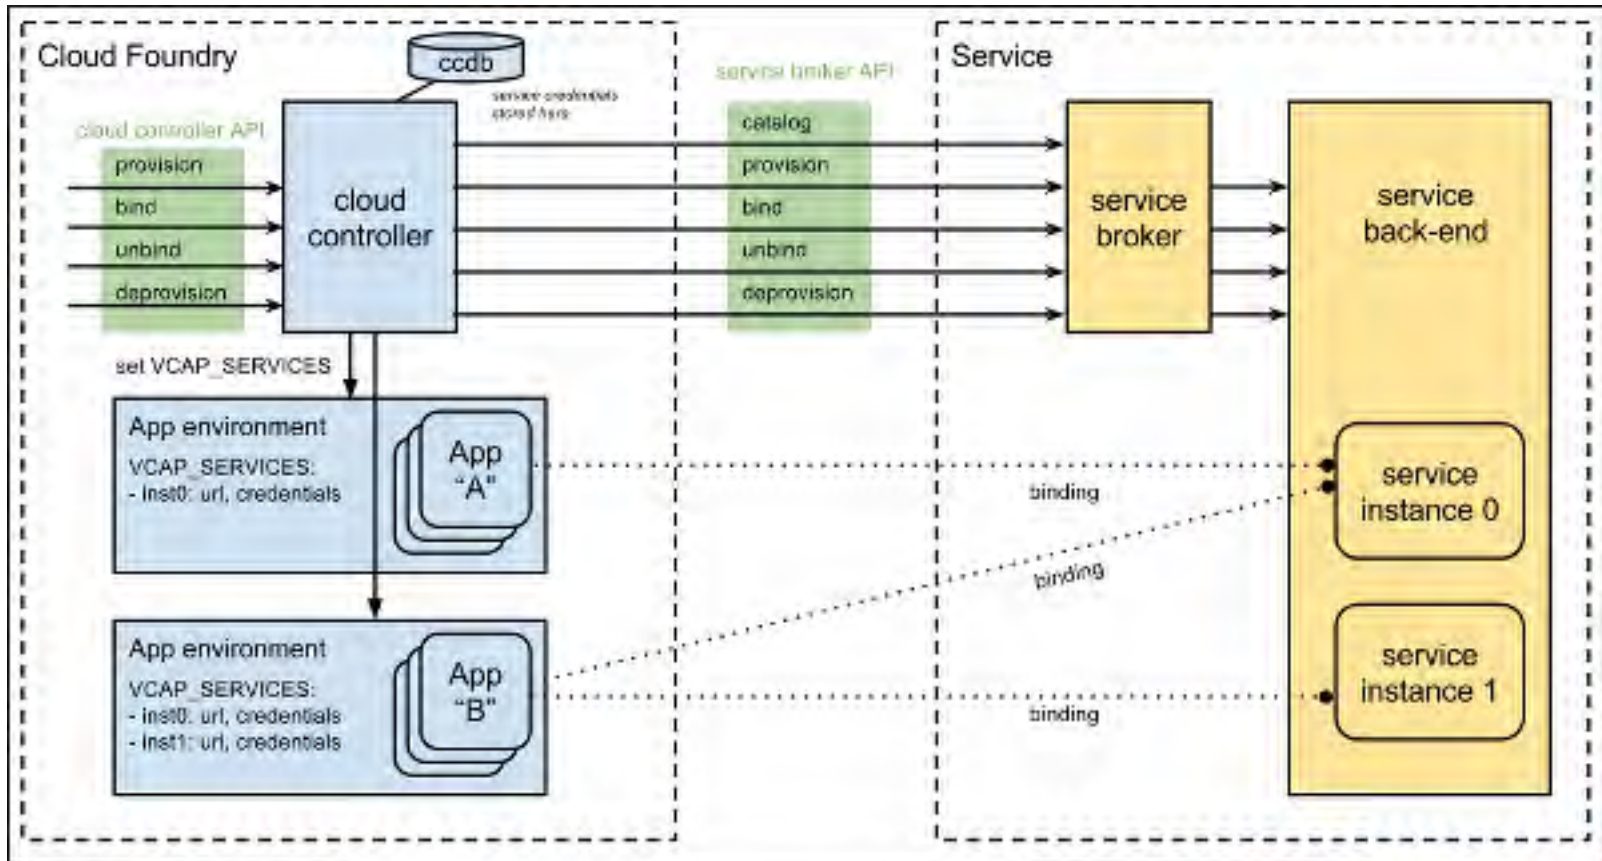 Cloud Foundry
ccdb
service credentials
stored here
cloud controller API
provision
bind
unbind
deprovision
cloud
controller
service broker API
catalog
provision
bind
unbind
deprovision
Service
service
broker
service
back-end
set VCAP_SERVICES
App environment
VCAP_SERVICES:
- inst0: url, credentials
App
“A”
binding
service
instance 0
binding
App environment
VCAP_SERVICES:
- inst0: url, credentials
- inst1: url, credentials
App
“B”
binding
service
instance 1